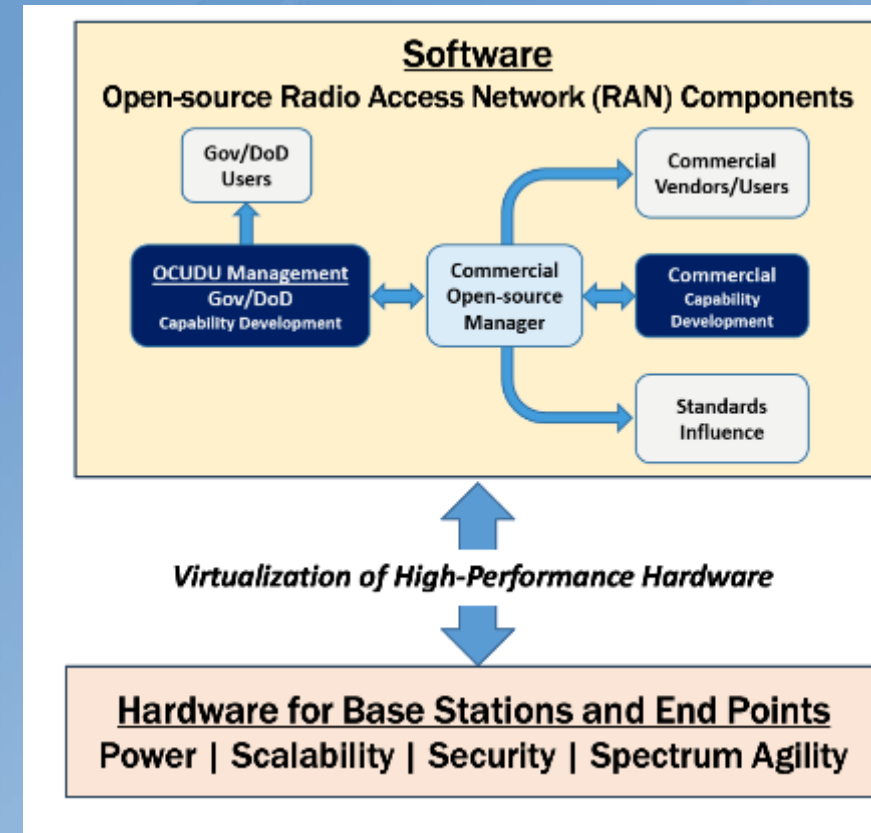 Software
Open-source Radio Access Network (RAN) Components
Gov/DoD
Users
Commercial
Vendors/Users
OCUDU Management
Gov/DoD
Capability Development
Commercial
Open-source
Manager
Commercial
Capability
Development
Standards
Influence
Virtualization of High-Performance Hardware
Hardware for Base Stations and End Points
Power | Scalability | Security | Spectrum Agility